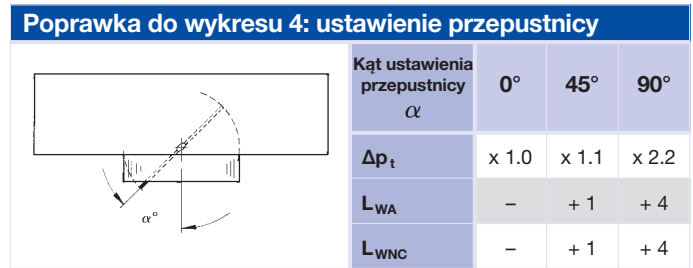 Poprawka do wykresu 4: ustawienie przepustnicy
Kąt ustawienia
przepustnicy
α
0° 45° 90°
Δpt x 1.0 x 1.1 x 2.2
LWA – + 1 + 4
LWNC – + 1 + 4
α°